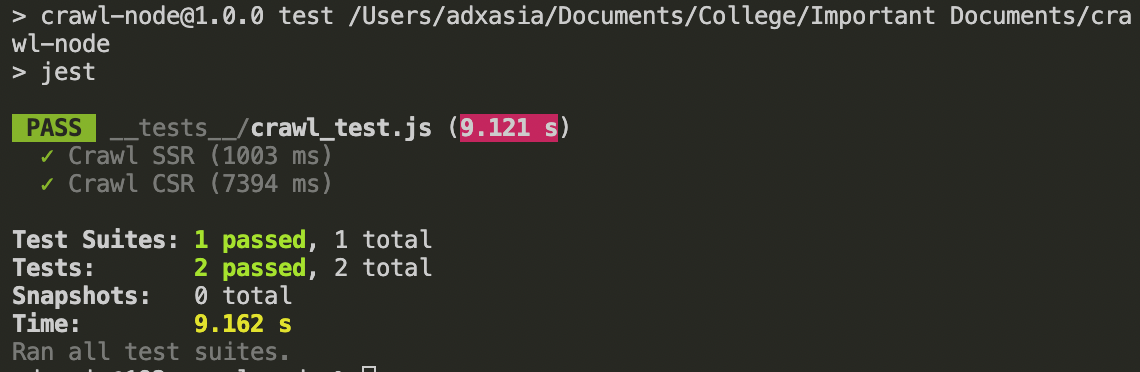 > crawl-node@1.0.0 test /Users/adxasia/Documents/College/Important Documents/cra
wl-node
> jest
PASS __tests__/crawl_test.js (9.121 s)
✓ Crawl SSR (1003 ms)
✓ Crawl CSR (7394 ms)
Test Suites: 1 passed, 1 total
Tests: 2 passed, 2 total
Snapshots: 0 total
Time: 9.162 s
Ran all test suites.